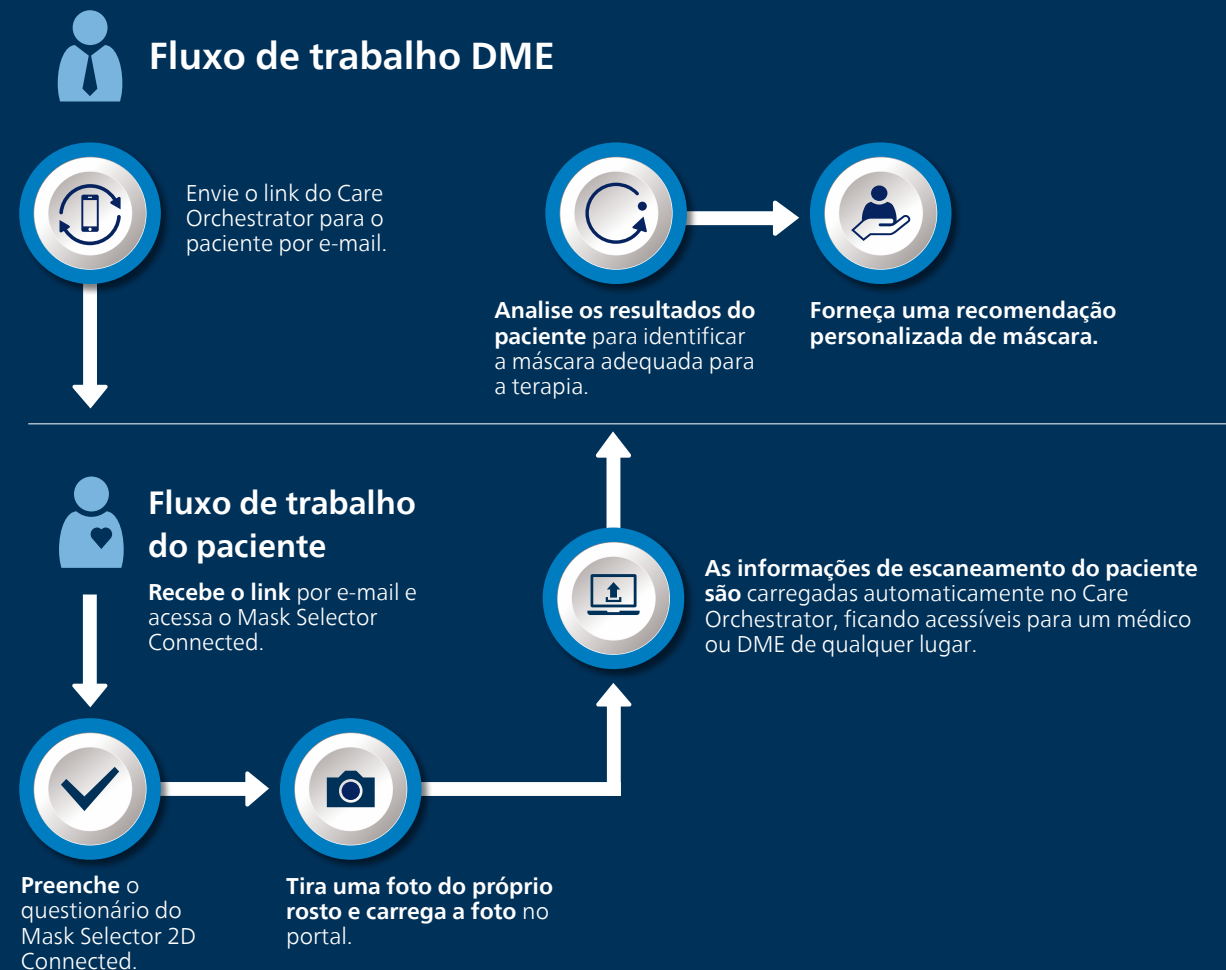 Fluxo de trabalho DME
Envie o link do Care
Orchestrator para o
paciente por e-mail.
Analise os resultados do
paciente para identificar
a máscara adequada para
a terapia.
Forneça uma recomendação
personalizada de máscara.
Fluxo de trabalho
do paciente
Recebe o link por e-mail e
acessa o Mask Selector
Connected.
As informações de escaneamento do paciente
são carregadas automaticamente no Care
Orchestrator, ficando acessíveis para um médico
ou DME de qualquer lugar.
Preenche o
questionário do
Mask Selector 2D
Connected.
Tira uma foto do próprio
rosto e carrega a foto no
portal.